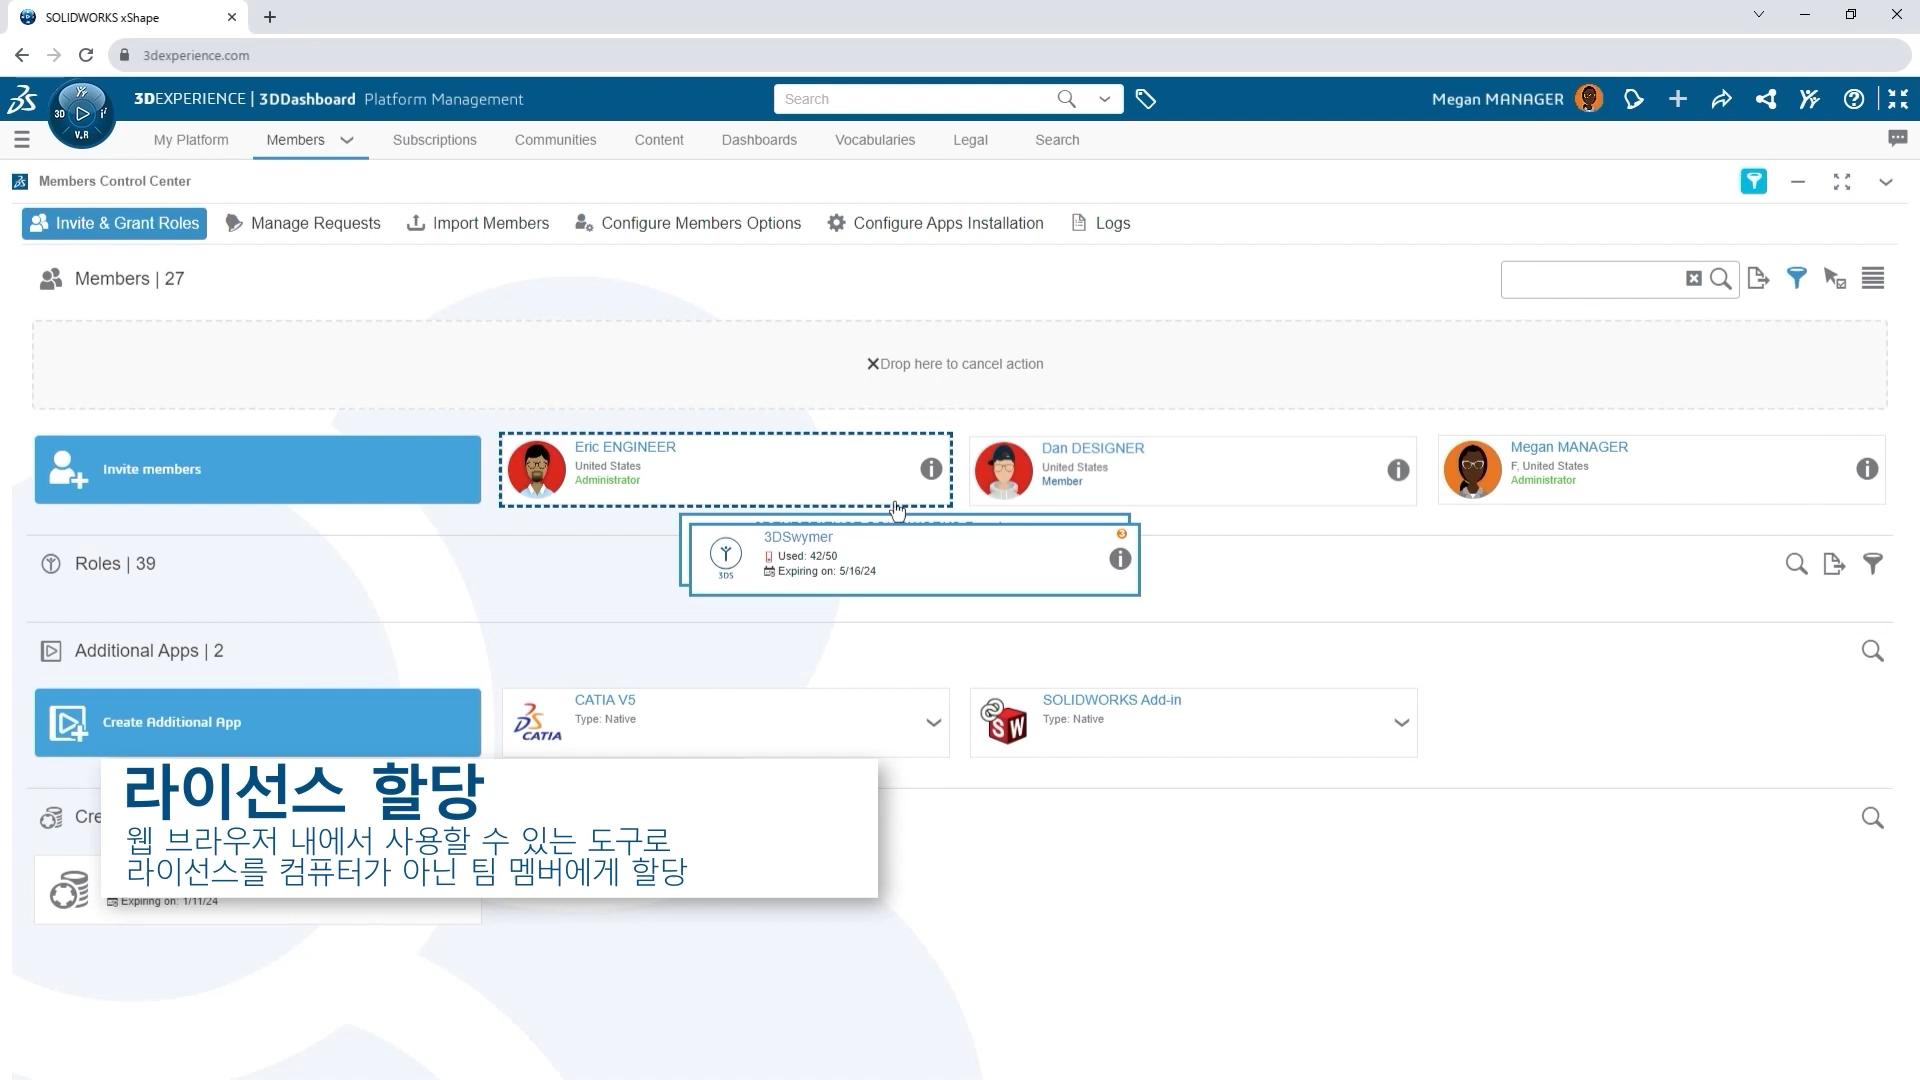 SOLIDWORKS xShape
3dexperience.com
3DEXPERIENCE | 3DDashboard Platform Management
Search
Megan MANAGER
3D
V.R
My Platform
Members
Subscriptions
Communities
Content
Dashboards
Vocabularies
Legal
Search
Members Control Center
Invite & Grant Roles
Manage Requests
Import Members
Configure Members Options
Configure Apps Installation
Logs
Members | 27
Drop here to cancel action
Invite members
Eric ENGINEER
United States
Administrator
Dan DESIGNER
United States
Member
Megan MANAGER
F, United States
Administrator
3DSwymer
3
Used: 42/50
Expiring on: 5/16/24
3DS
Roles | 39
Additional Apps | 2
Create Additional App
CATIA V5
Type: Native
CATIA
SOLIDWORKS Add-in
Type: Native
SW
라이선스 할당
Cre
웹 브라우저 내에서 사용할 수 있는 도구로
라이선스를 컴퓨터가 아닌 팀 멤버에게 할당
Expiring on: 1/11/24